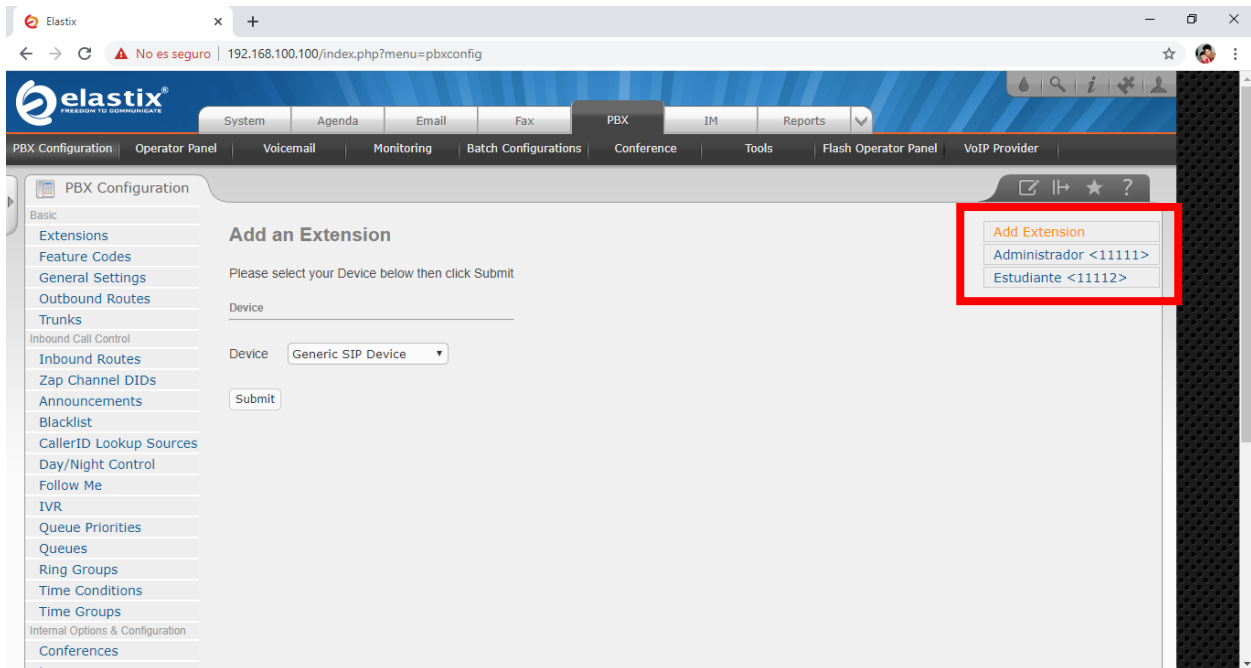 Elastix
No es seguro | 192.168.100.100/index.php?menu=pbxconfig
elastix®
FREEDOM TO COMMUNICATE
System Agenda Email Fax PBX IM Reports
PBX Configuration Operator Panel Voicemail Monitoring Batch Configurations Conference Tools Flash Operator Panel VoIP Provider
PBX Configuration
Basic
Extensions
Feature Codes
General Settings
Outbound Routes
Trunks
Inbound Call Control
Inbound Routes
Zap Channel DIDs
Announcements
Blacklist
CallerID Lookup Sources
Day/Night Control
Follow Me
IVR
Queue Priorities
Queues
Ring Groups
Time Conditions
Time Groups
Internal Options & Configuration
Conferences
Add an Extension
Please select your Device below then click Submit
Device
Device Generic SIP Device
Submit
Add Extension
Administrador <11111>
Estudiante <11112>